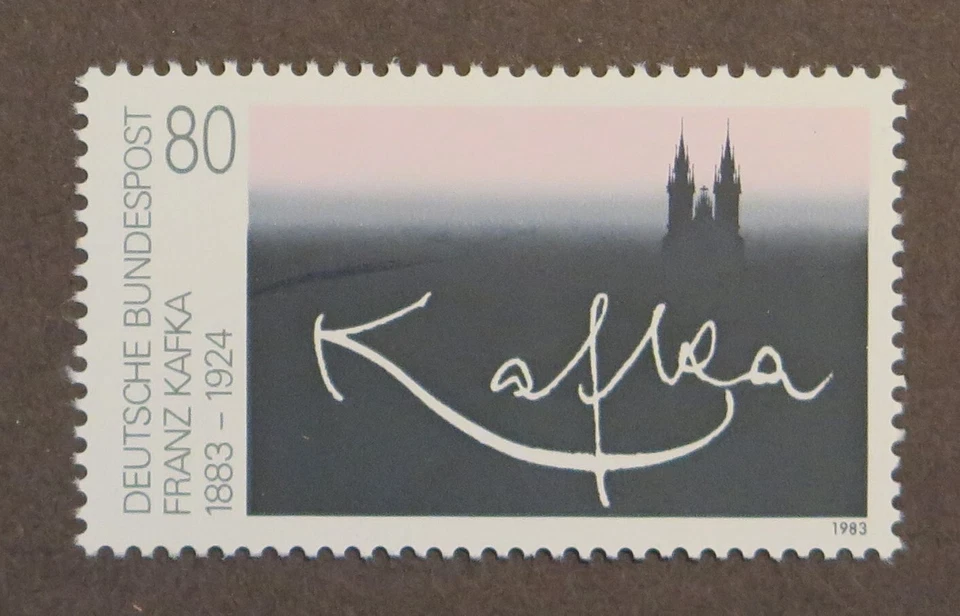 80
DEUTSCHE BUNDESPOST
FRANZ KAFKA
1883 – 1924
Kafka
1983